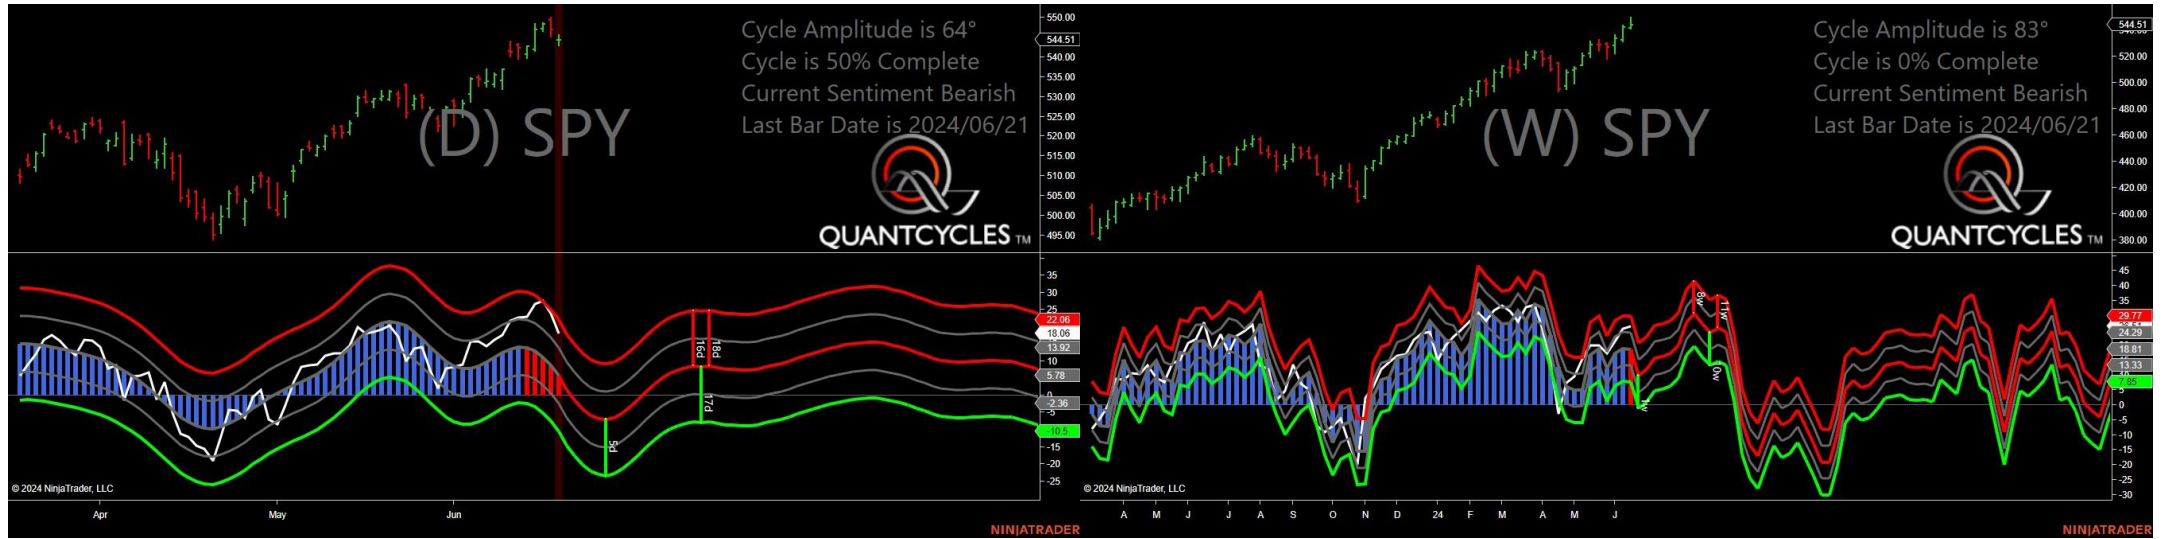 Cycle Amplitude is 64°
Cycle is 50% Complete
Current Sentiment Bearish
Last Bar Date is 2024/06/21
(D) SPY
QUANTCYCLES TM
550.00
544.51
540.00
535.00
530.00
525.00
520.00
515.00
510.00
505.00
500.00
495.00
35
30
25
22.06
18.06
13.92
10
5.78
0
-2.36
-5
-10.5
-15
-20
-25
5d
16d
17d
18d
© 2024 NinjaTrader, LLC
Apr
May
Jun
NINJATRADER
Cycle Amplitude is 83°
Cycle is 0% Complete
Current Sentiment Bearish
Last Bar Date is 2024/06/21
(W) SPY
QUANTCYCLES TM
544.51
520.00
500.00
480.00
460.00
440.00
420.00
400.00
380.00
45
40
35
29.77
24.29
18.81
13.33
7.85
0
-5
-10
-15
-20
-25
-30
1w
8w
11w
© 2024 NinjaTrader, LLC
A
M
J
J
A
S
O
N
D
24
F
M
A
M
J
NINJATRADER